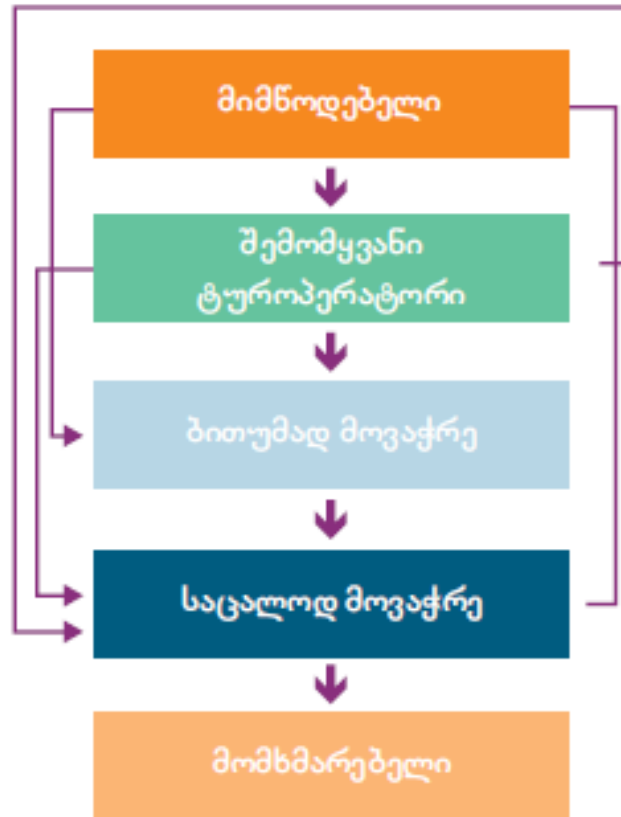 მიმწოდებელი
შემომყვანი
ტუროპერატორი
ბითუმად მოვაჭრე
საცალოდ მოვაჭრე
მომხმარებელი